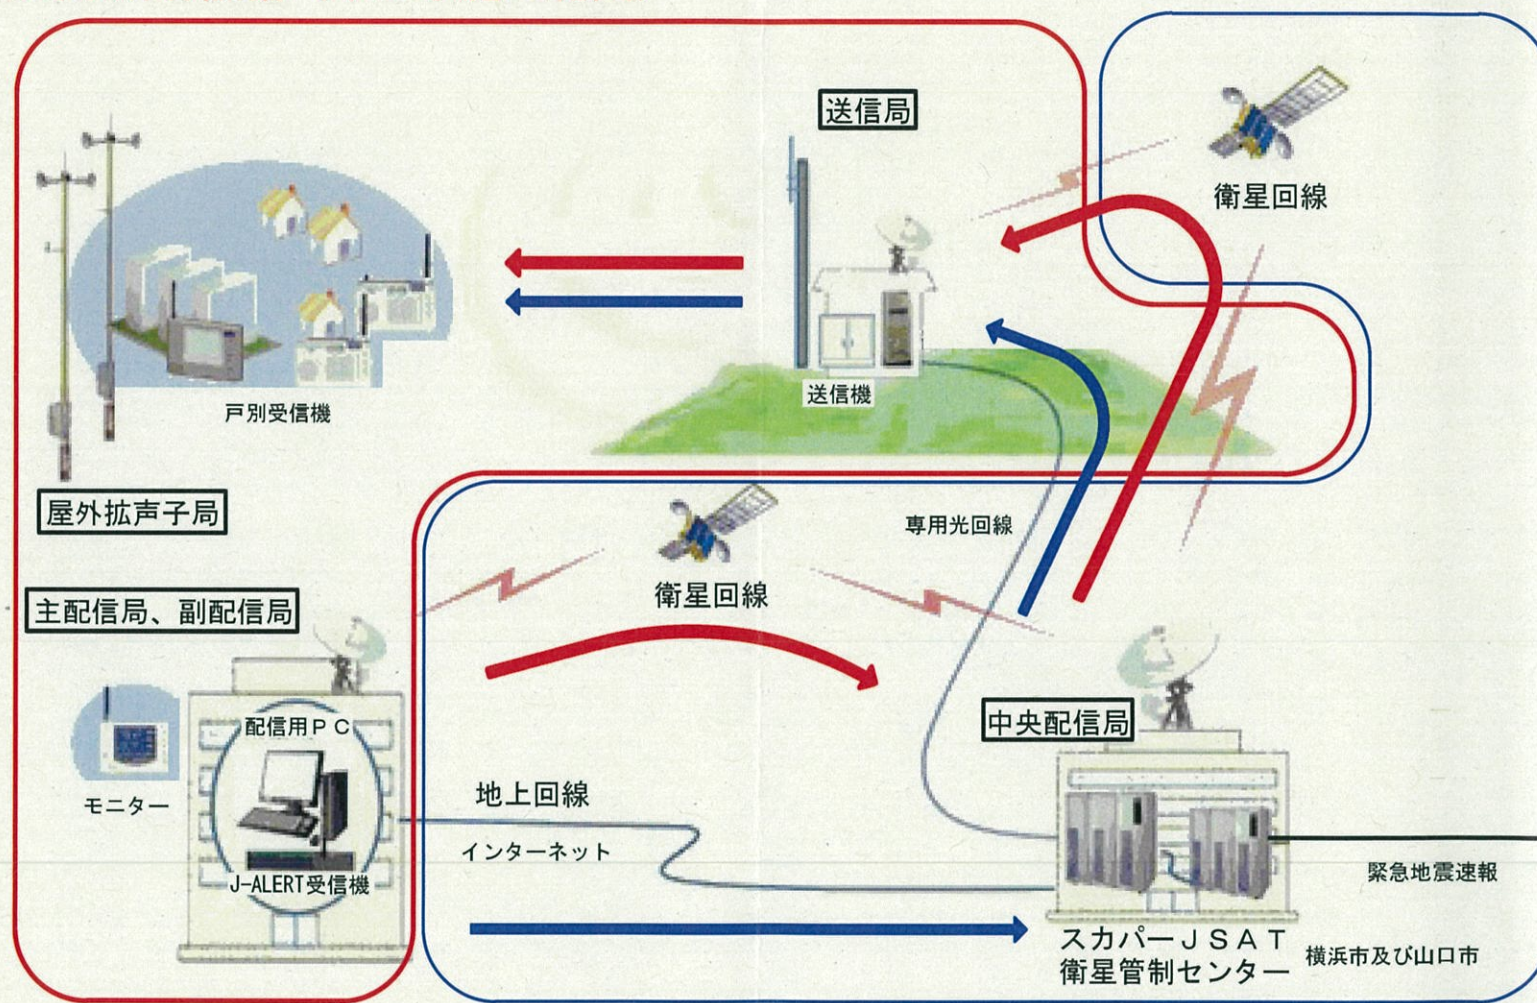 送信局
衛星回線
送信機
戸別受信機
屋外拡声子局
専用光回線
衛星回線
主配信局、副配信局
中央配信局
配信用ＰＣ
地上回線
モニター
インターネット
J-ALERT受信機
緊急地震速報
スカパーＪＳＡＴ
衛星管制センター
横浜市及び山口市